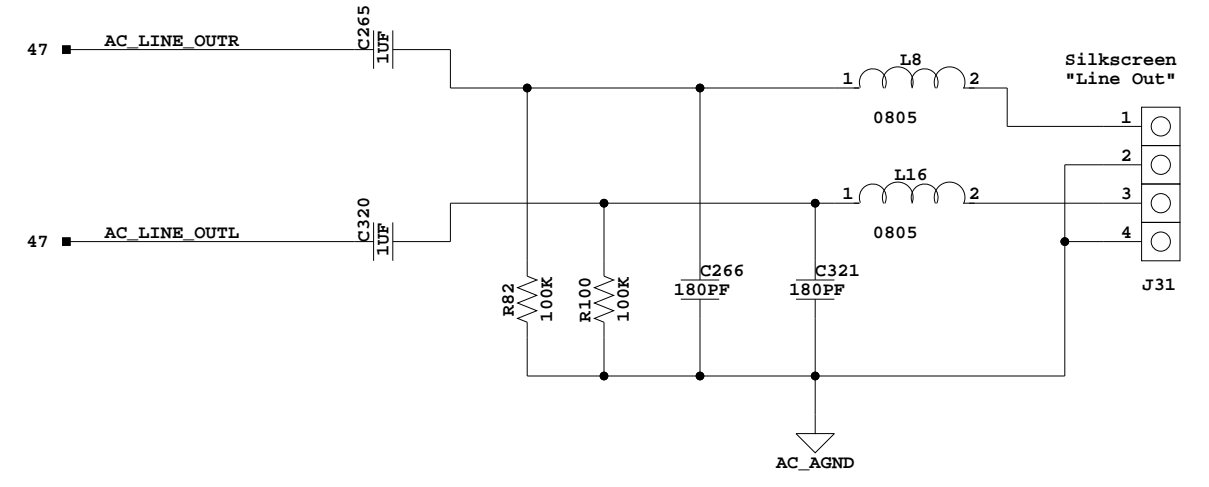 47 AC_LINE_OUTR
C265
1UF
1 L8 2
0805
Silkscreen
"Line Out"
1
2
3
4
J31
47 AC_LINE_OUTL
C320
1UF
1 L16 2
0805
R82
100K
R100
100K
C266
180PF
C321
180PF
AC_AGND